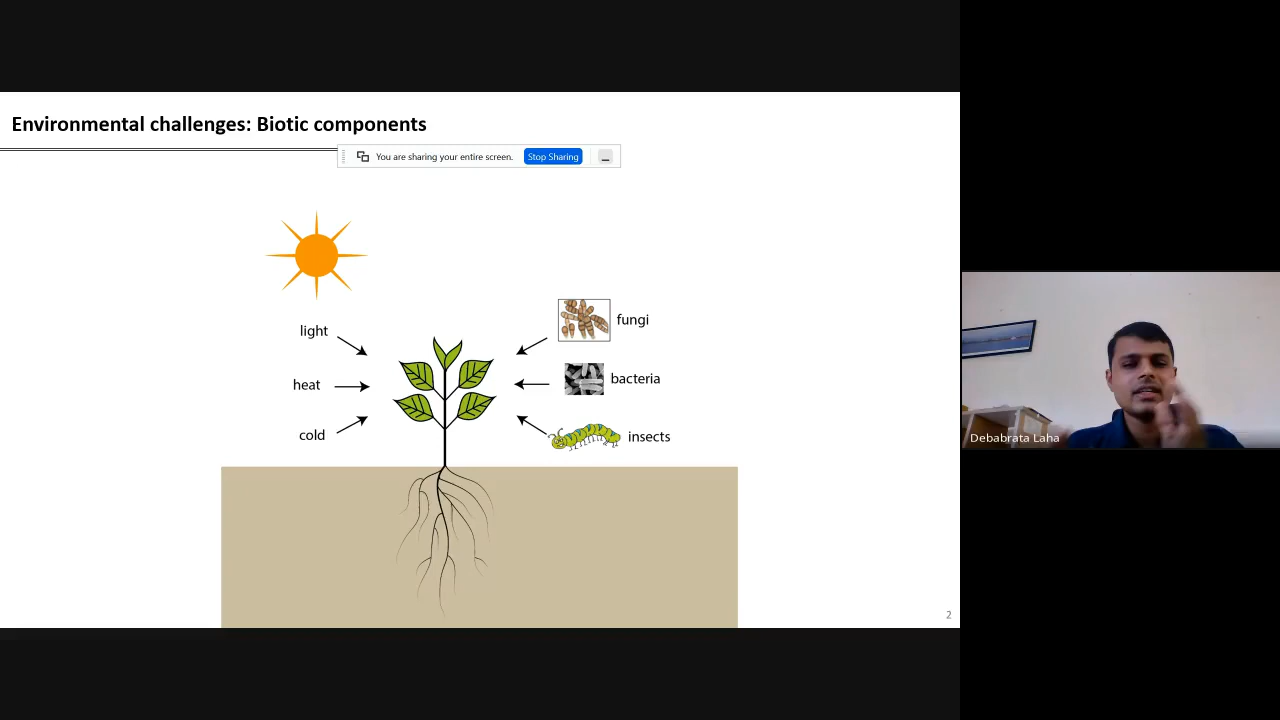 Environmental challenges: Biotic components
You are sharing your entire screen. Stop Sharing
light
heat
cold
fungi
bacteria
insects
2
Debabrata Laha